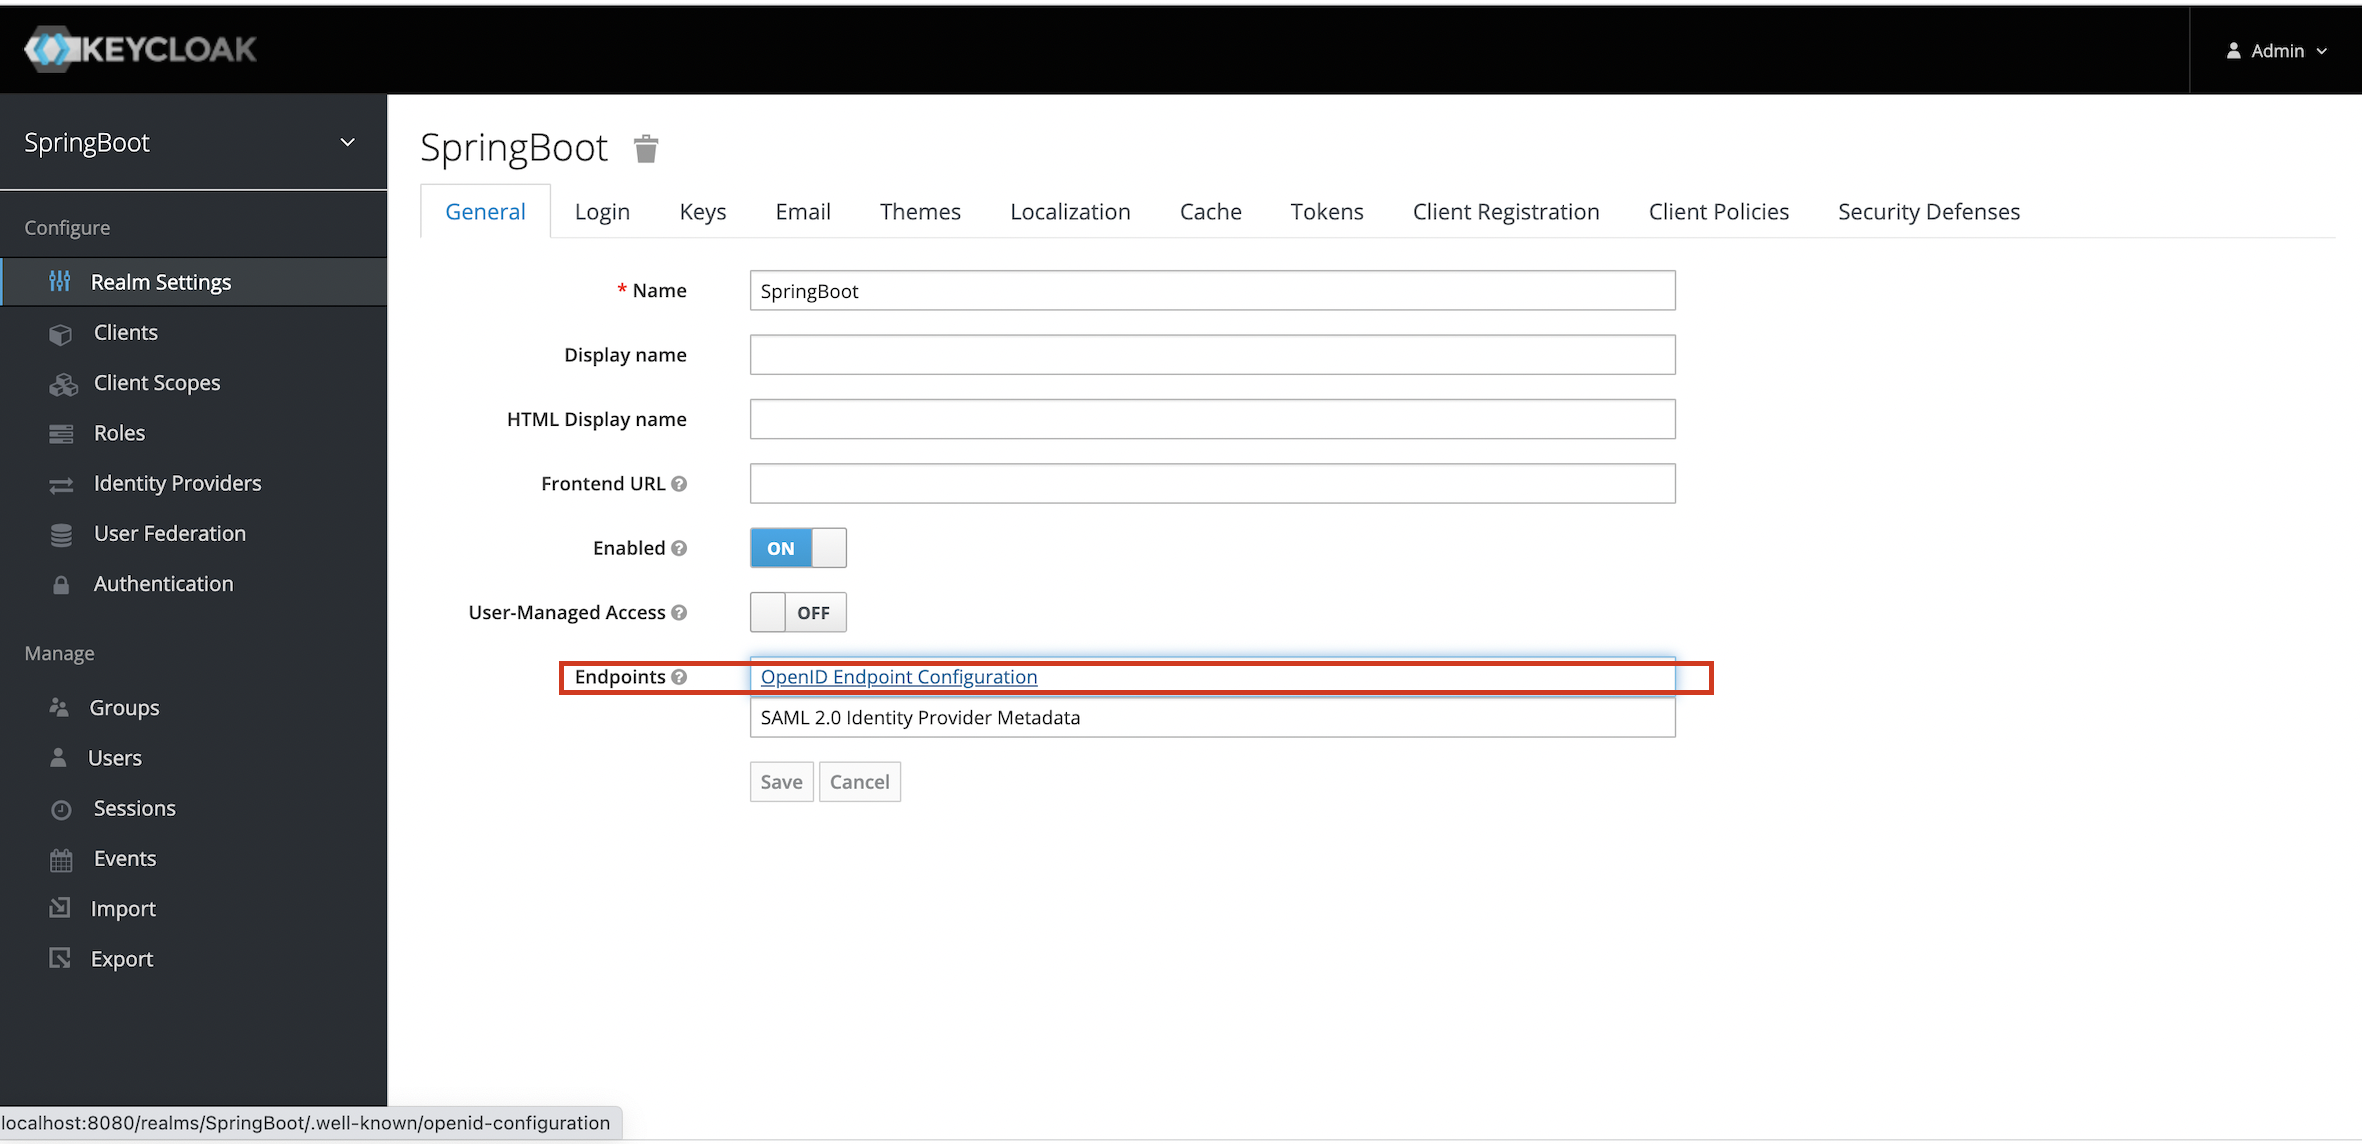 KEYCLOAK
Admin
SpringBoot
Configure
Realm Settings
Clients
Client Scopes
Roles
Identity Providers
User Federation
Authentication
Manage
Groups
Users
Sessions
Events
Import
Export
SpringBoot
General Login Keys Email Themes Localization Cache Tokens Client Registration Client Policies Security Defenses
* Name SpringBoot
Display name
HTML Display name
Frontend URL ?
Enabled ? ON
User-Managed Access ? OFF
Endpoints ? OpenID Endpoint Configuration
SAML 2.0 Identity Provider Metadata
Save Cancel
localhost:8080/realms/SpringBoot/.well-known/openid-configuration